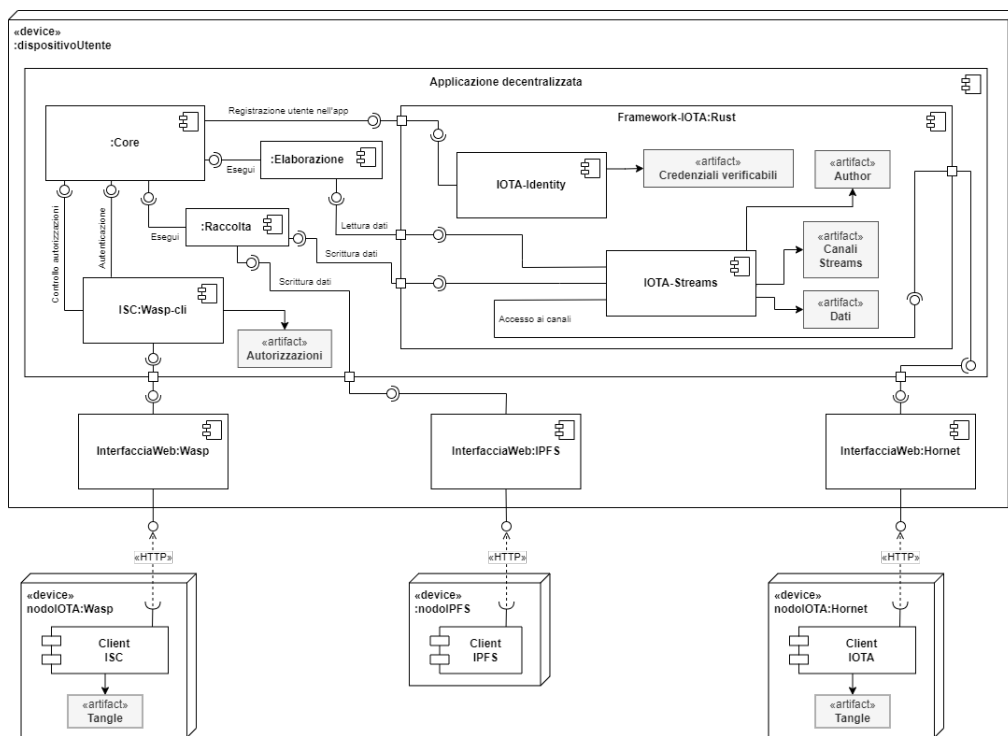 «device»
:dispositivoUtente
Applicazione decentralizzata
:Core
Registrazione utente nell'app
Framework-IOTA:Rust
:Elaborazione
Esegui
IOTA-Identity
«artifact»
Credenziali verificabili
«artifact»
Author
Controllo autorizzazioni
Autenticazione
Esegui
:Raccolta
Lettura dati
Scrittura dati
Scrittura dati
IOTA-Streams
«artifact»
Canali
Streams
«artifact»
Dati
Accesso ai canali
ISC:Wasp-cli
«artifact»
Autorizzazioni
InterfacciaWeb:Wasp
InterfacciaWeb:IPFS
InterfacciaWeb:Hornet
«HTTP»
«HTTP»
«HTTP»
«device»
nodoIOTA:Wasp
Client
ISC
«artifact»
Tangle
«device»
:nodoIPFS
Client
IPFS
«device»
nodoIOTA:Hornet
Client
IOTA
«artifact»
Tangle